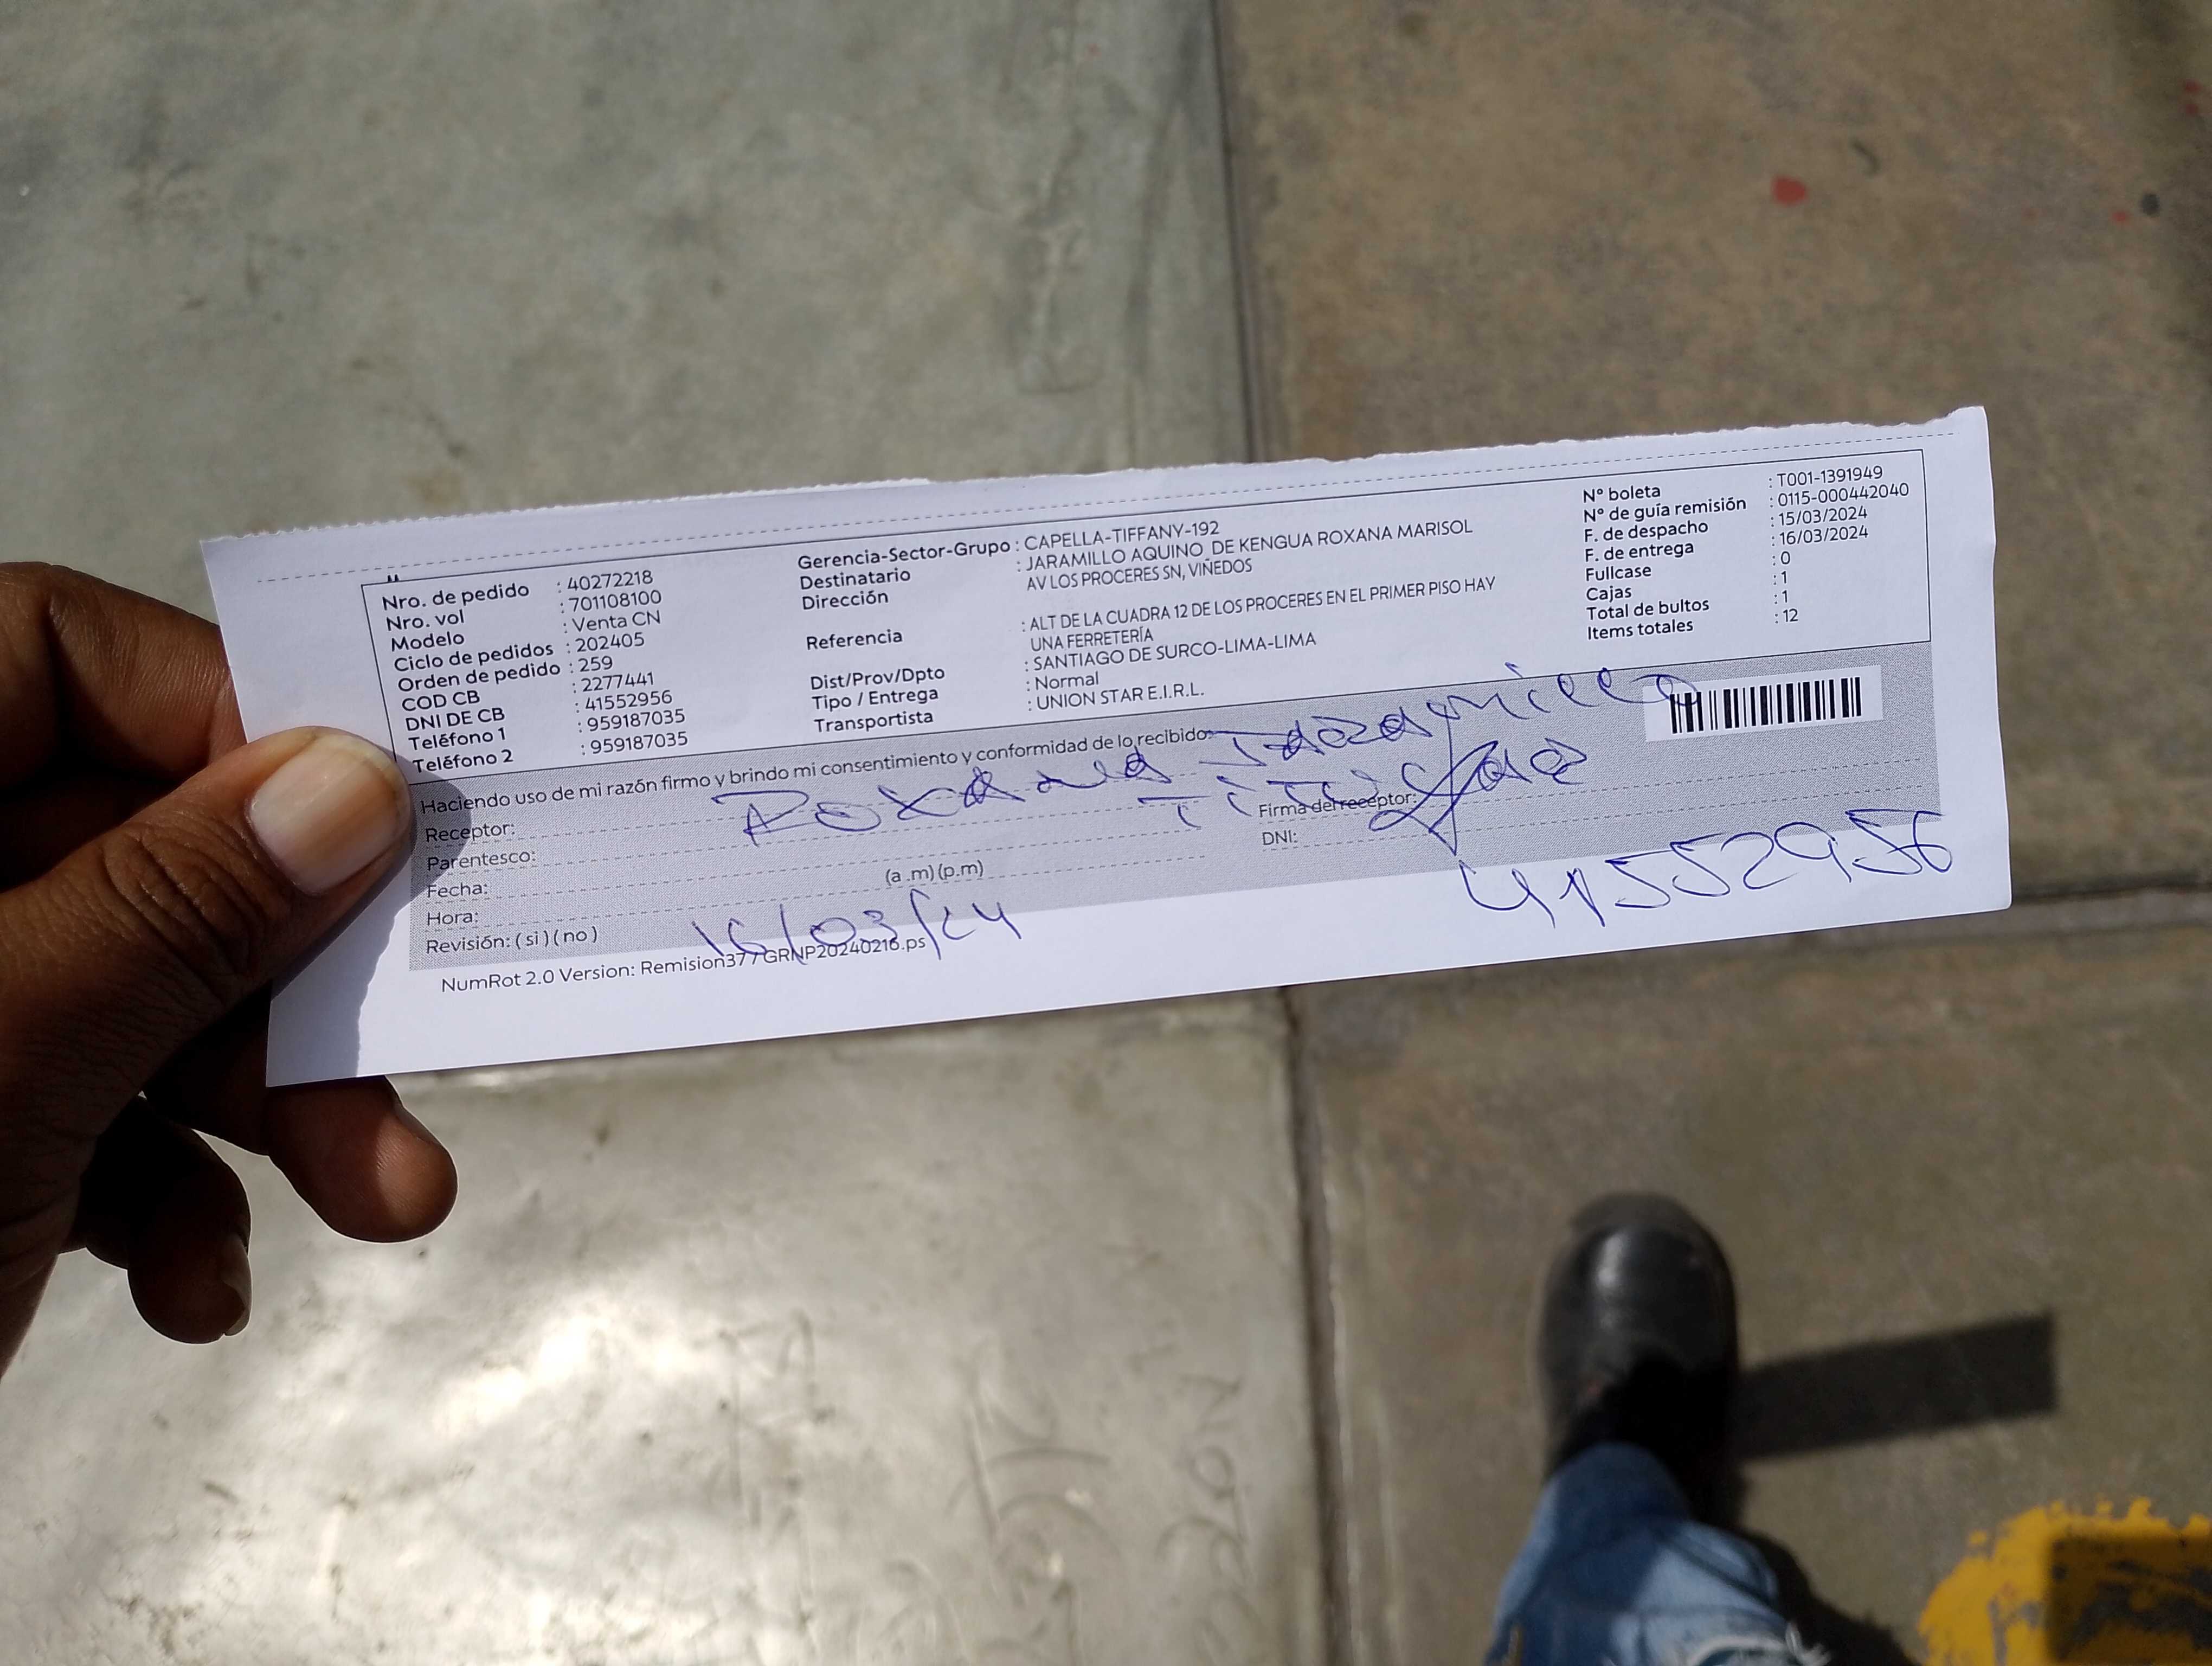 Nro. de pedido : 40272218
Nro. vol : 701108100
Modelo : Venta CN
Ciclo de pedidos : 202405
Orden de pedido : 259
COD CB : 2277441
DNI DE CB : 41552956
Teléfono 1 : 959187035
Teléfono 2 : 959187035
Gerencia-Sector-Grupo : CAPELLA-TIFFANY-192
Destinatario : JARAMILLO AQUINO DE KENGUA ROXANA MARISOL
Dirección AV LOS PROCERES SN, VIÑEDOS
Referencia : ALT DE LA CUADRA 12 DE LOS PROCERES EN EL PRIMER PISO HAY
UNA FERRETERÍA
Dist/Prov/Dpto : SANTIAGO DE SURCO-LIMA-LIMA
Tipo / Entrega : Normal
Transportista : UNION STAR E.I.R.L.
N° boleta : T001-1391949
N° de guía remisión : 0115-000442040
F. de despacho : 15/03/2024
F. de entrega : 16/03/2024
Fullcase : 0
Cajas : 1
Total de bultos : 1
Items totales : 12
Haciendo uso de mi razón firmo y brindo mi consentimiento y conformidad de lo recibido:
Receptor: Roxana Jaramillo
Parentesco: Titular
Firma del receptor:
DNI: 41552956
Fecha: 16/03/24
Hora: (a .m) (p.m)
Revisión: ( si ) ( no )
NumRot 2.0 Version: Remision377GRNP20240216.ps